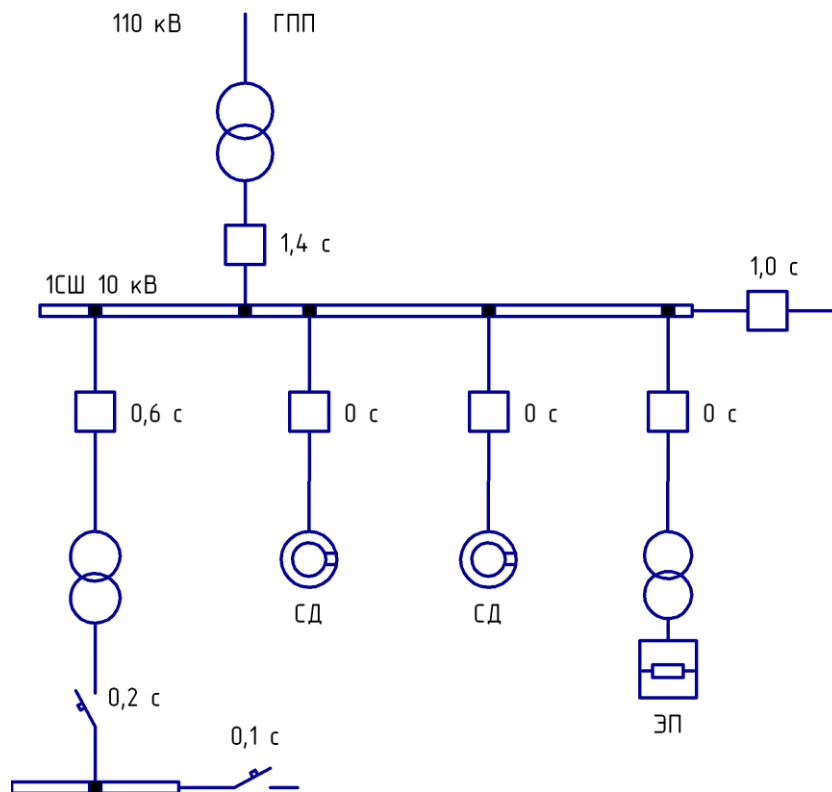 110 кВ ГПП
1,4 с
1СШ 10 кВ
1,0 с
0,6 с
0 с
0 с
0 с
СД
СД
ЭП
0,2 с
0,1 с